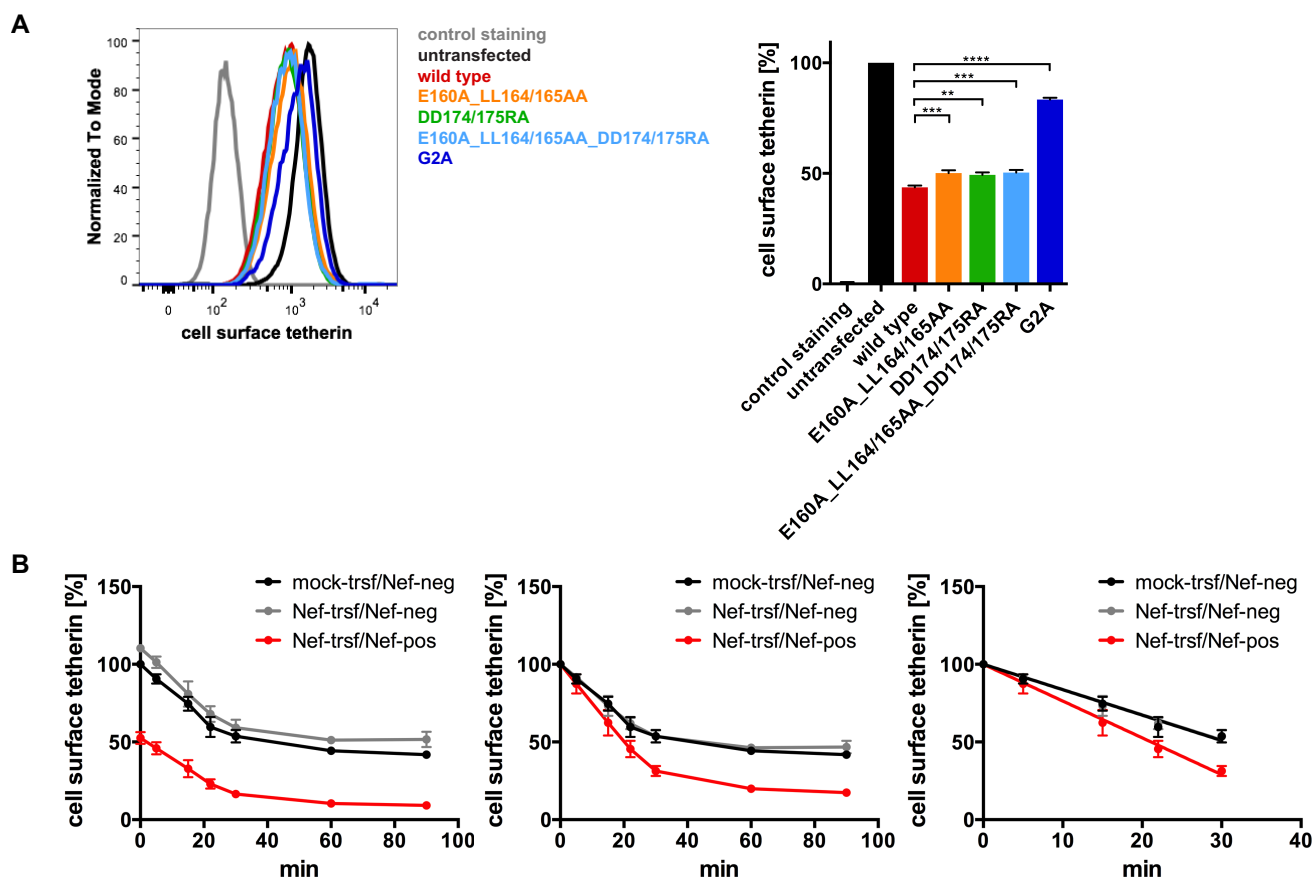 A
Normalized To Mode
100
80
60
40
20
0
0
10^2
10^3
10^4
cell surface tetherin
control staining
untransfected
wild type
E160A_LL164/165AA
DD174/175RA
E160A_LL164/165AA_DD174/175RA
G2A
cell surface tetherin [%]
100
50
0
****
***
**
***
control staining
untransfected
wild type
E160A_LL164/165AA
DD174/175RA
E160A_LL164/165AA_DD174/175RA
G2A
B
cell surface tetherin [%]
150
100
50
0
0
20
40
60
80
100
min
mock-trsf/Nef-neg
Nef-trsf/Nef-neg
Nef-trsf/Nef-pos
cell surface tetherin [%]
150
100
50
0
0
20
40
60
80
100
min
mock-trsf/Nef-neg
Nef-trsf/Nef-neg
Nef-trsf/Nef-pos
cell surface tetherin [%]
150
100
50
0
0
10
20
30
40
min
mock-trsf/Nef-neg
Nef-trsf/Nef-neg
Nef-trsf/Nef-pos